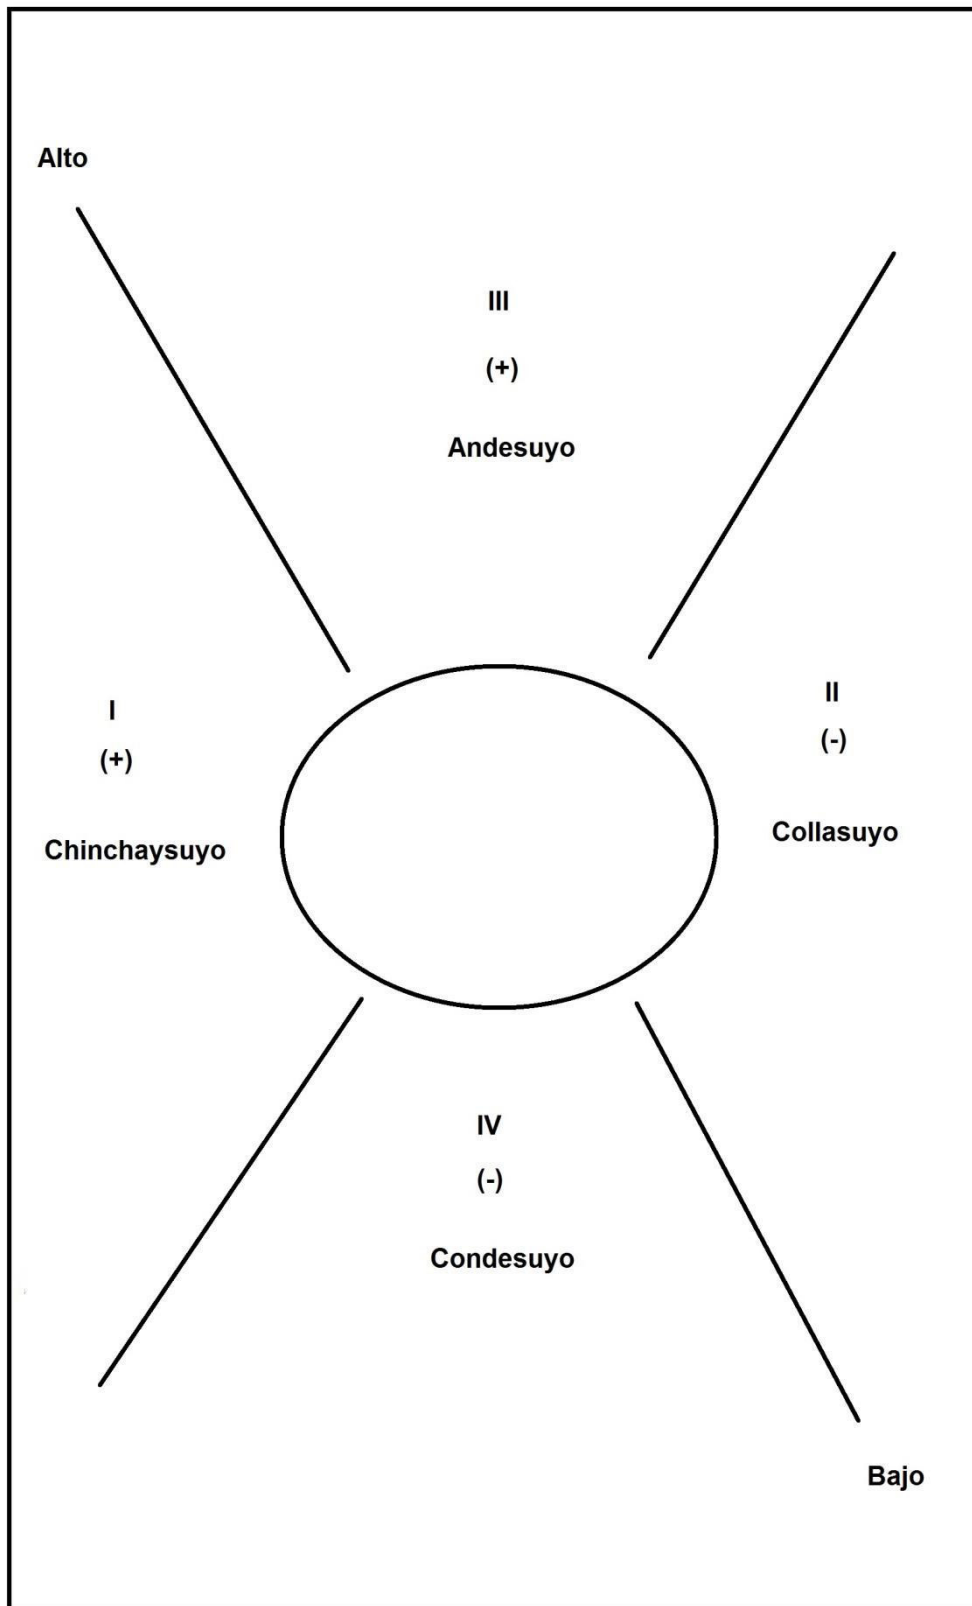 Alto
III
(+)
Andesuyo
I
(+)
Chinchaysuyo
II
(-)
Collasuyo
IV
(-)
Condesuyo
Bajo